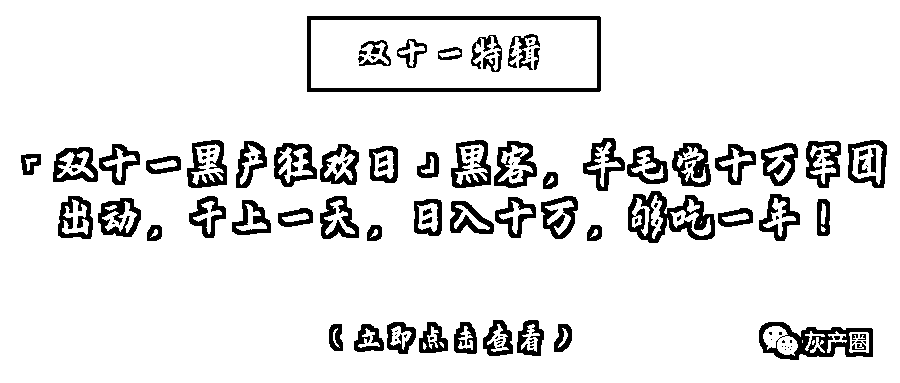 双十一特辑
「双十一黑产狂欢日」黑客，羊毛党十万军团
出动，干上一天，日入十万，够吃一年！
（立即点击查看）
灰产圈